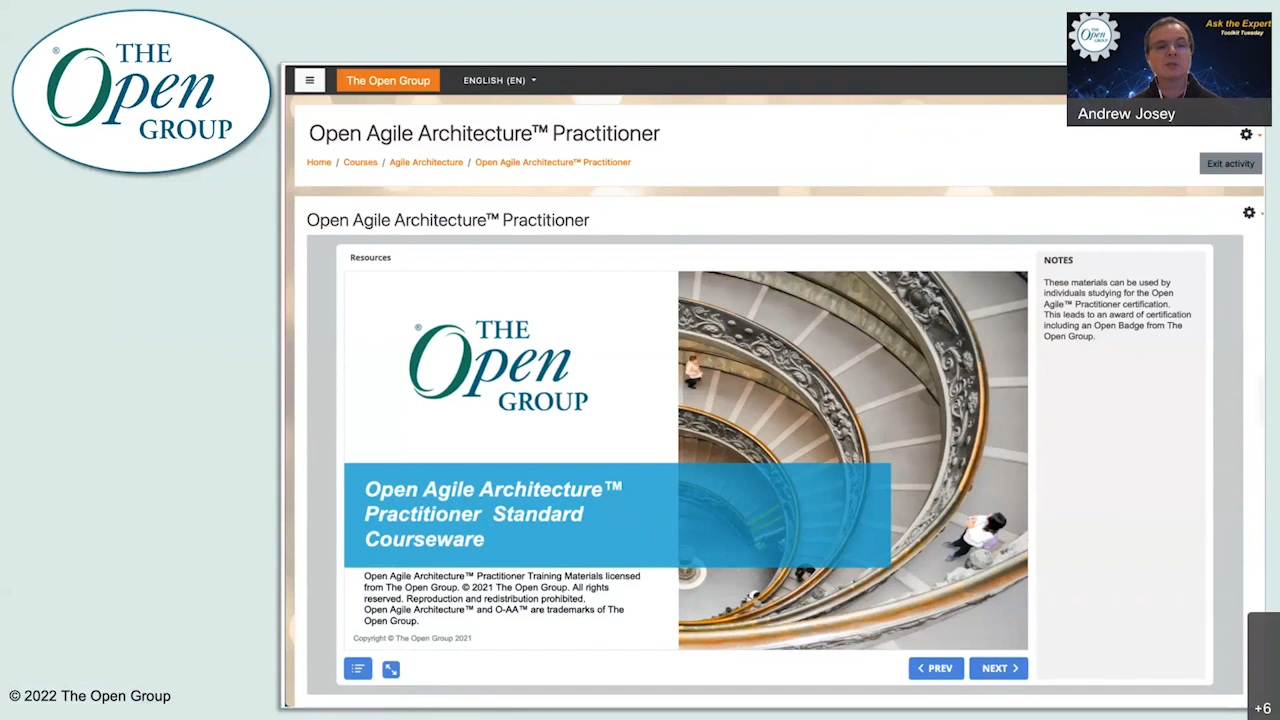 ® THE
Open
GROUP
The Open Group
ENGLISH (EN)
The Open GROUP
Ask the Expert
Toolkit Tuesday
Andrew Josey
Open Agile Architecture™ Practitioner
Home / Courses / Agile Architecture / Open Agile Architecture™ Practitioner
Exit activity
Open Agile Architecture™ Practitioner
Resources
® THE
Open
GROUP
Open Agile Architecture™
Practitioner Standard
Courseware
Open Agile Architecture™ Practitioner Training Materials licensed
from The Open Group. © 2021 The Open Group. All rights
reserved. Reproduction and redistribution prohibited.
Open Agile Architecture™ and O-AA™ are trademarks of The
Open Group.
Copyright © The Open Group 2021
NOTES
These materials can be used by
individuals studying for the Open
Agile™ Practitioner certification.
This leads to an award of certification
including an Open Badge from The
Open Group.
PREV
NEXT
© 2022 The Open Group
+6